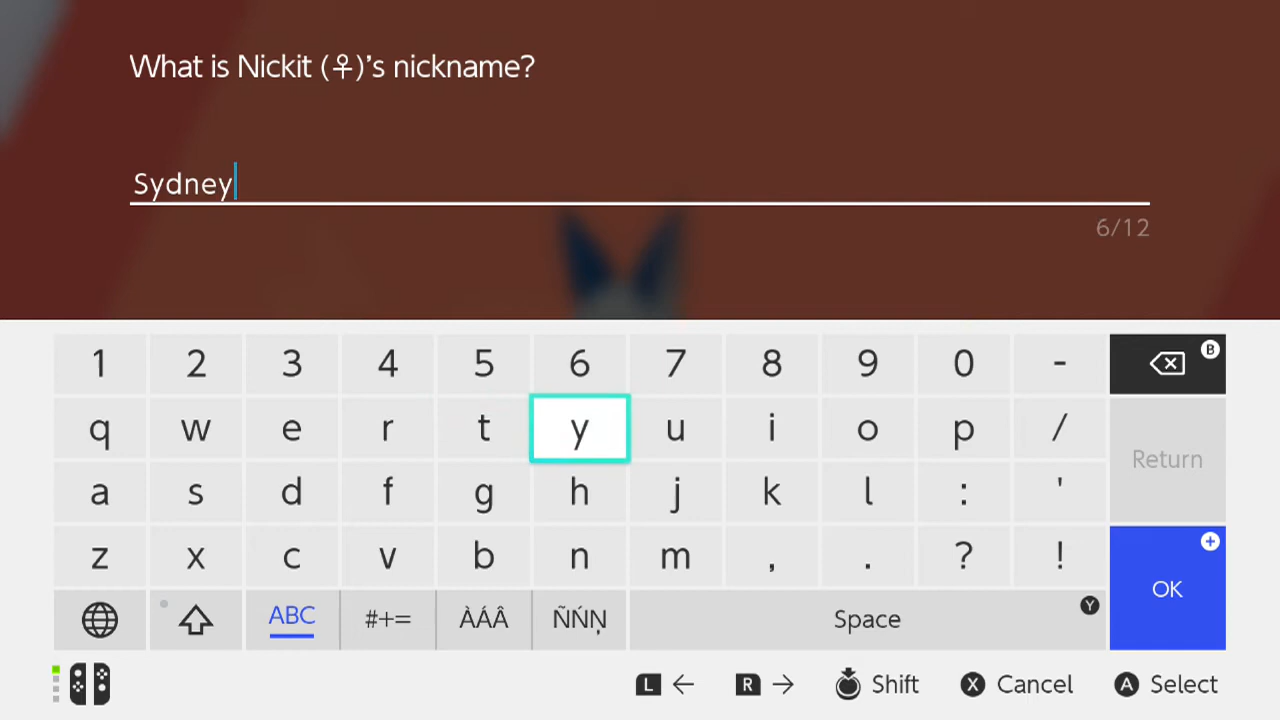 What is Nickit (♀)'s nickname?
Sydney
6/12
1 2 3 4 5 6 7 8 9 0 -
B
q w e r t y u i o p /
Return
a s d f g h j k l : '
z x c v b n m , . ? !
+
OK
ABC #+= ÀÁÂ ÑŃŅ Space Y
L ← R → Shift X Cancel A Select